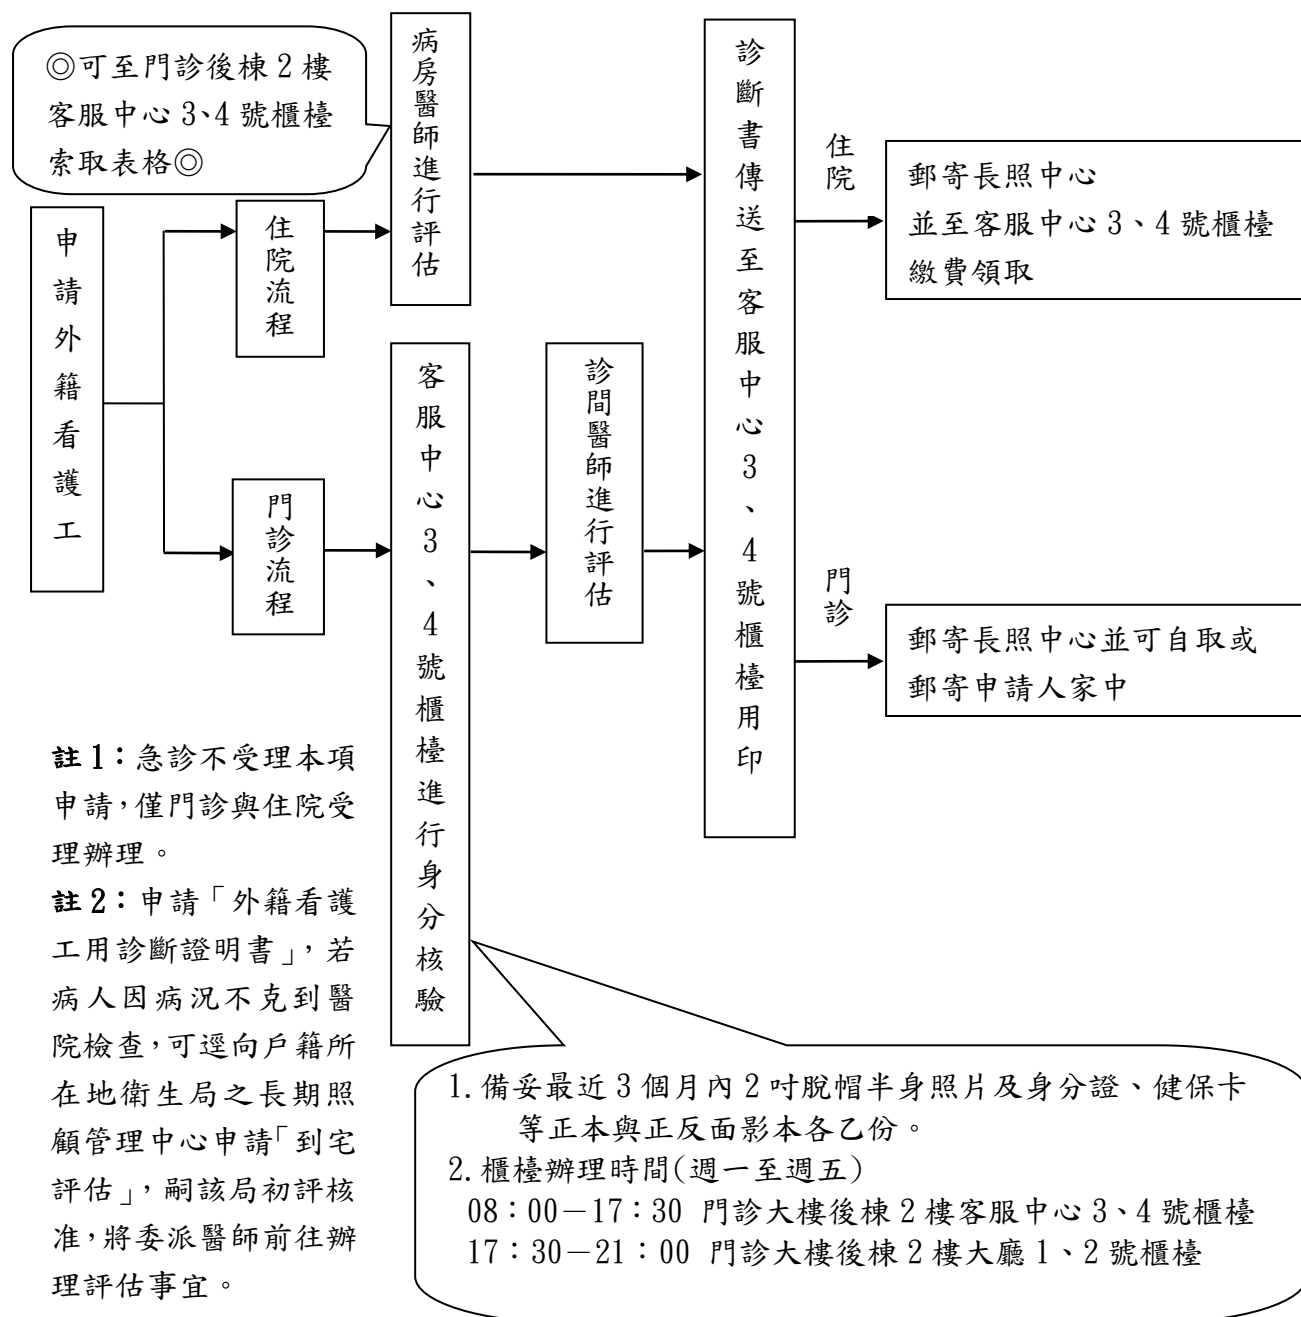 ◎可至門診後棟 2 樓
客服中心 3、4 號櫃檯
索取表格◎
申請外籍看護工
住院流程
病房醫師進行評估
門診流程
客服中心3、4號櫃檯進行身分核驗
診間醫師進行評估
診斷書傳送至客服中心3、4號櫃檯用印
住院
郵寄長照中心
並至客服中心 3、4 號櫃檯
繳費領取
門診
郵寄長照中心並可自取或
郵寄申請人家中
註 1：急診不受理本項
申請，僅門診與住院受
理辦理。
註 2：申請「外籍看護
工用診斷證明書」，若
病人因病況不克到醫
院檢查，可逕向戶籍所
在地衛生局之長期照
顧管理中心申請「到宅
評估」，嗣該局初評核
准，將委派醫師前往辦
理評估事宜。
1. 備妥最近 3 個月內 2 吋脫帽半身照片及身分證、健保卡
等正本與正反面影本各乙份。
2. 櫃檯辦理時間(週一至週五)
08：00－17：30 門診大樓後棟 2 樓客服中心 3、4 號櫃檯
17：30－21：00 門診大樓後棟 2 樓大廳 1、2 號櫃檯